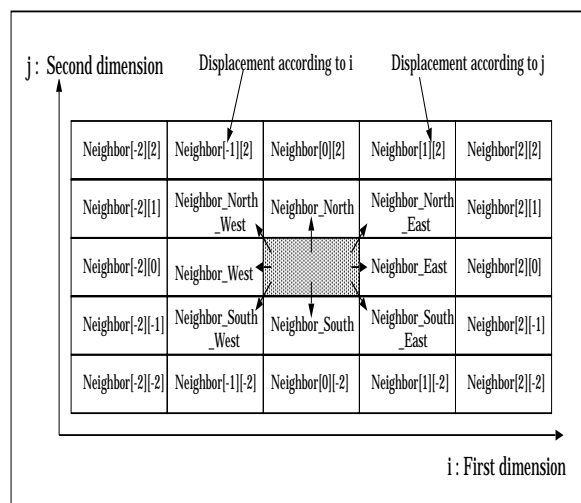 j : Second dimension
Displacement according to i
Displacement according to j
Neighbor[-2][2]
Neighbor[-1][2]
Neighbor[0][2]
Neighbor[1][2]
Neighbor[2][2]
Neighbor[-2][1]
Neighbor_North
_West
Neighbor_North
Neighbor_North
_East
Neighbor[2][1]
Neighbor[-2][0]
Neighbor_West
Neighbor_East
Neighbor[2][0]
Neighbor[-2][-1]
Neighbor_South
_West
Neighbor_South
Neighbor_South
_East
Neighbor[2][-1]
Neighbor[-2][-2]
Neighbor[-1][-2]
Neighbor[0][-2]
Neighbor[1][-2]
Neighbor[2][-2]
i : First dimension